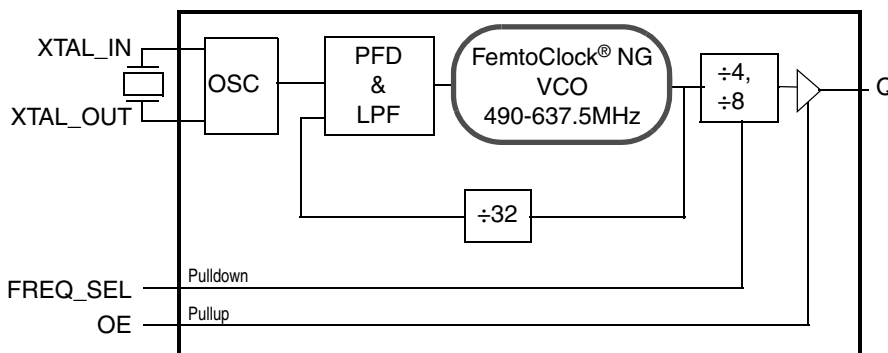 XTAL_IN
XTAL_OUT
OSC
PFD
&
LPF
FemtoClock® NG
VCO
490-637.5MHz
÷4,
÷8
Q
÷32
FREQ_SEL
Pulldown
OE
Pullup